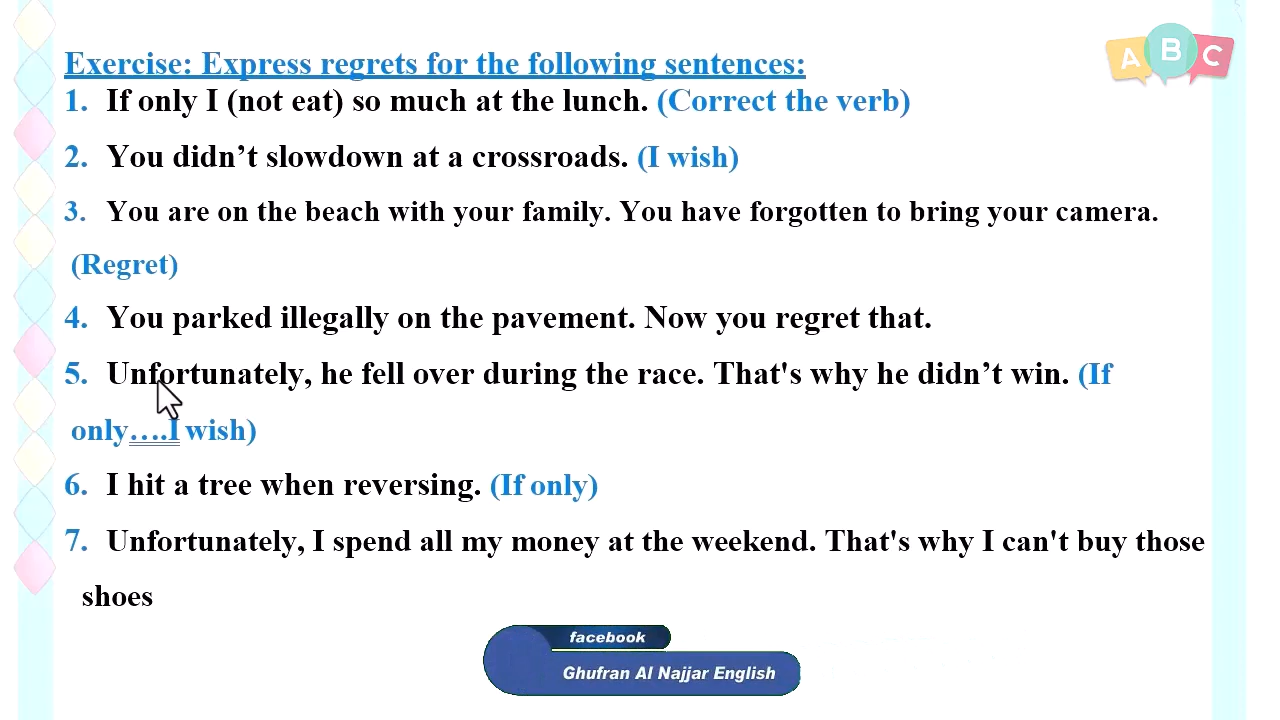 A B C
Exercise: Express regrets for the following sentences:
1. If only I (not eat) so much at the lunch. (Correct the verb)
2. You didn’t slowdown at a crossroads. (I wish)
3. You are on the beach with your family. You have forgotten to bring your camera.
(Regret)
4. You parked illegally on the pavement. Now you regret that.
5. Unfortunately, he fell over during the race. That's why he didn’t win. (If
only….I wish)
6. I hit a tree when reversing. (If only)
7. Unfortunately, I spend all my money at the weekend. That's why I can't buy those
shoes
facebook
Ghufran Al Najjar English